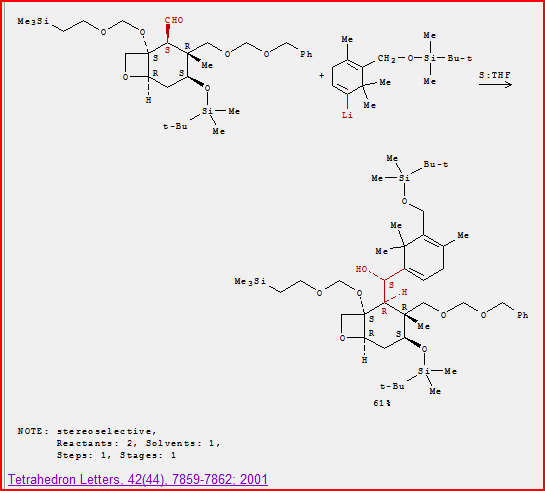 Me3Si O O CHO
S R O O Ph
S Me
O R S
H O
Si Me
t-Bu Me
+
Me CH2 O Si Bu-t
Me
Me
Me
Me
Li
S:THF
Me Bu-t
Me Si
O
Me
Me Me
HO
S
Me3Si O O H
S R R O O Ph
R S Me
O
H O
Si Me
t-Bu Me
61%
NOTE: stereoselective,
Reactants: 2, Solvents: 1,
Steps: 1, Stages: 1
Tetrahedron Letters, 42(44), 7859-7862; 2001